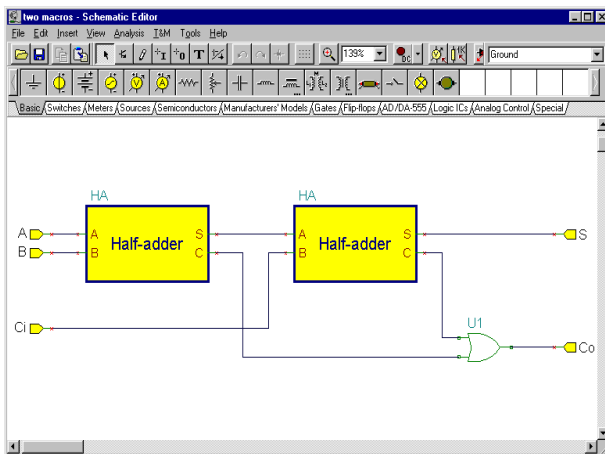 two macros - Schematic Editor
File Edit Insert View Analysis T&M Tools Help
T 139% DC V Ground
V A
Basic Switches Meters Sources Semiconductors Manufacturers' Models Gates Flip-flops AD/DA-555 Logic ICs Analog Control Special
HA HA
A A S A S S
Half-adder Half-adder
B B C B C
Ci
U1
Co